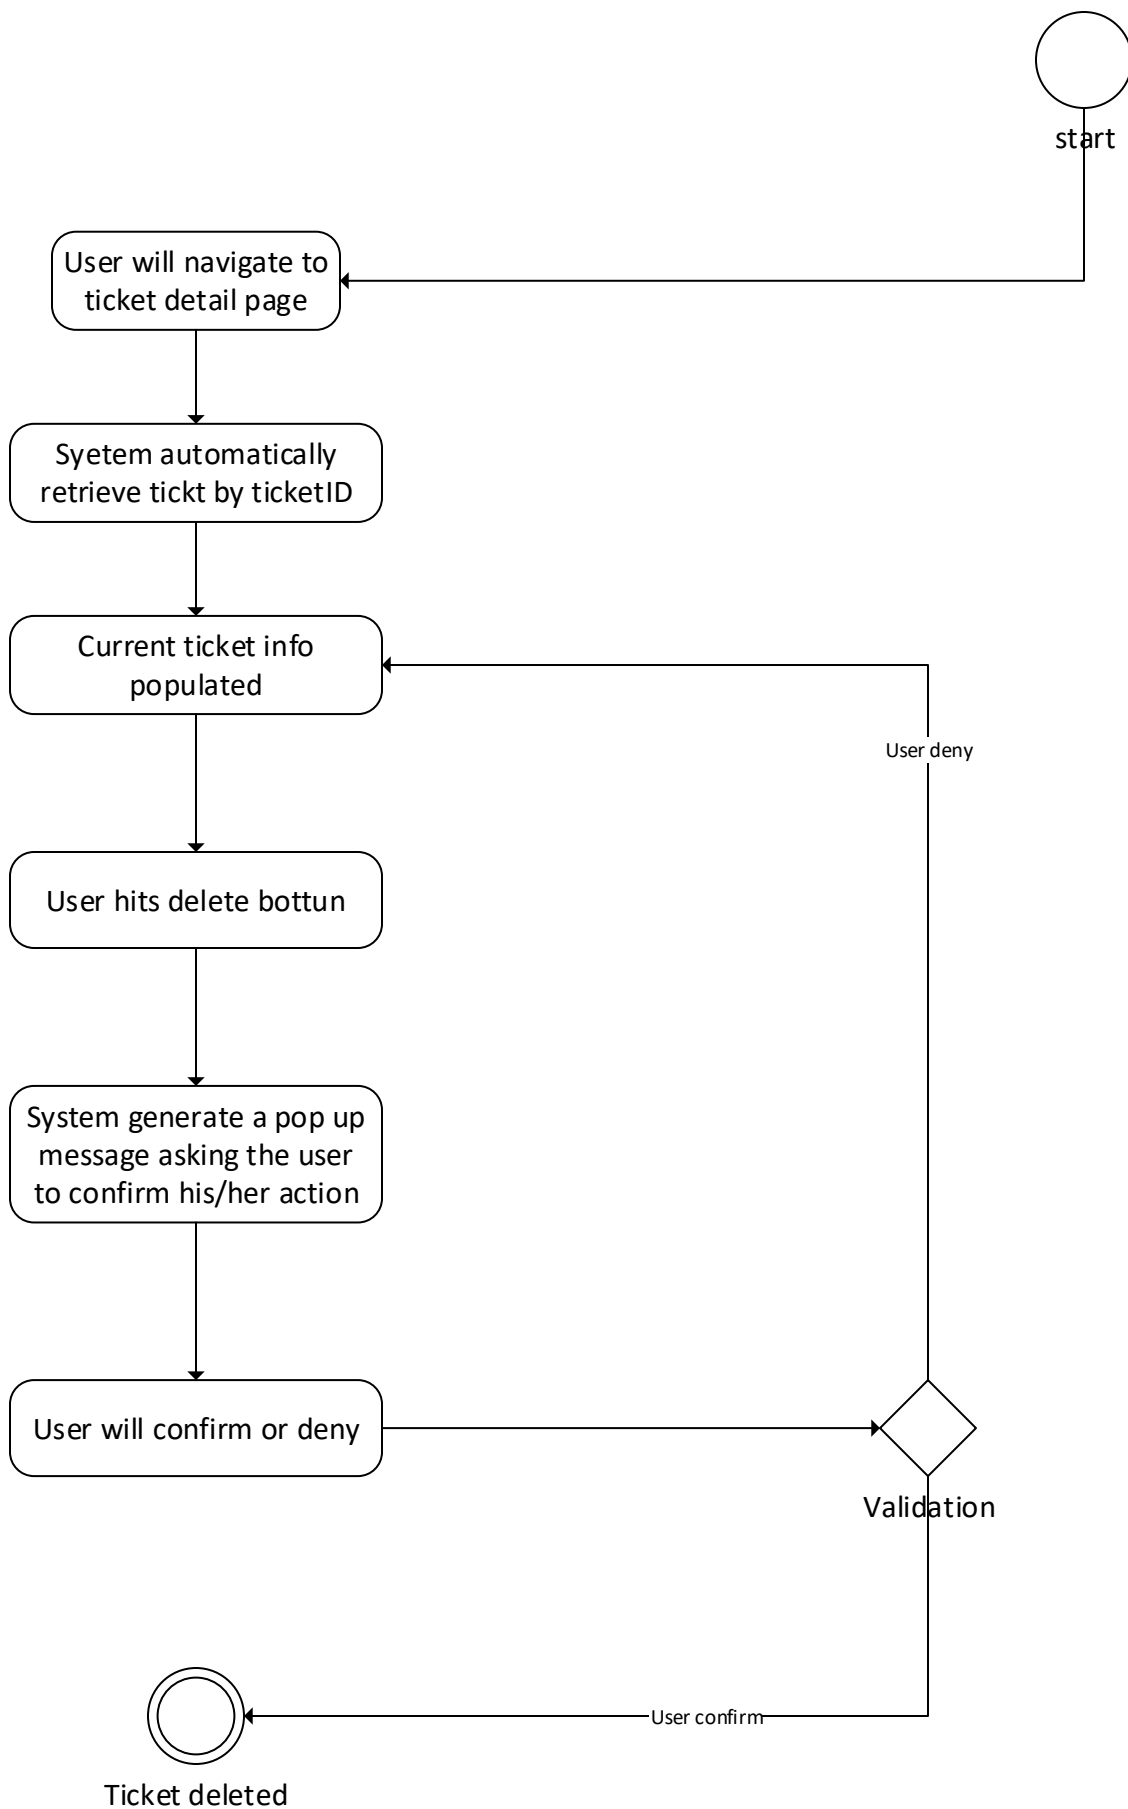 start
User will navigate to
ticket detail page
Syetem automatically
retrieve tickt by ticketID
Current ticket info
populated
User deny
User hits delete bottun
System generate a pop up
message asking the user
to confirm his/her action
User will confirm or deny
Validation
User confirm
Ticket deleted